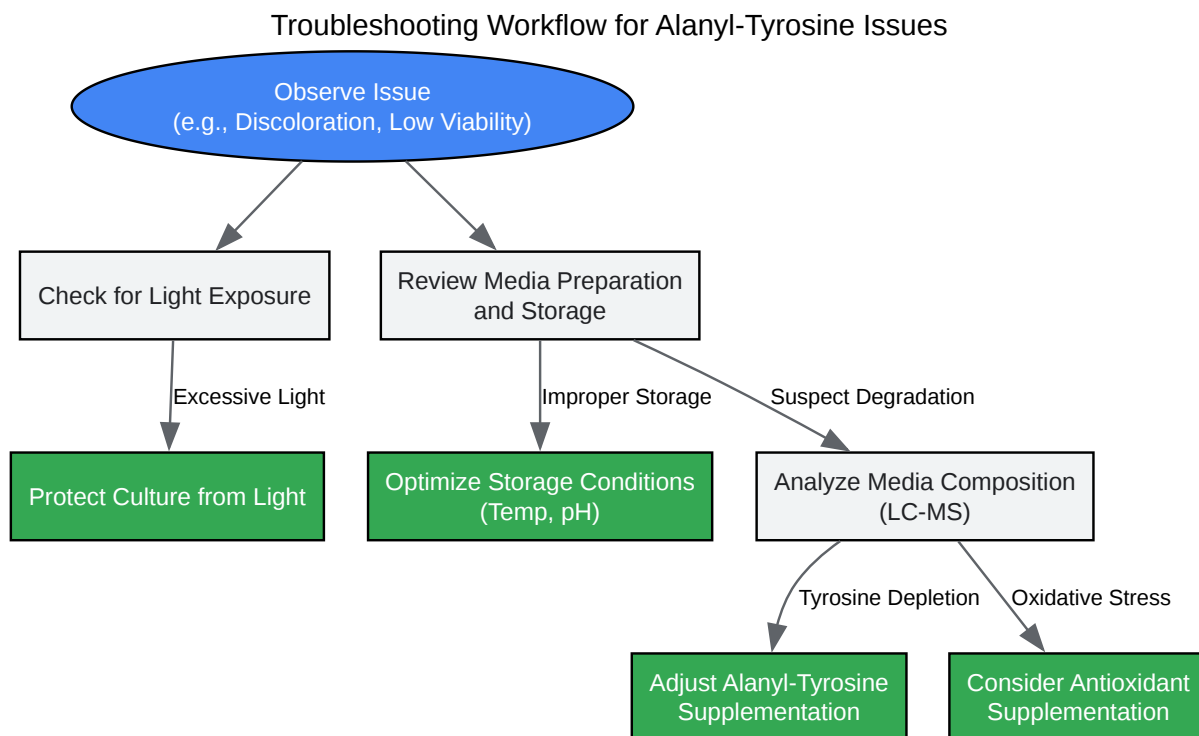 Troubleshooting Workflow for Alanyl-Tyrosine Issues
Observe Issue
(e.g., Discoloration, Low Viability)
Check for Light Exposure
Review Media Preparation
and Storage
Excessive Light
Improper Storage
Suspect Degradation
Protect Culture from Light
Optimize Storage Conditions
(Temp, pH)
Analyze Media Composition
(LC-MS)
Tyrosine Depletion
Oxidative Stress
Adjust Alanyl-Tyrosine
Supplementation
Consider Antioxidant
Supplementation